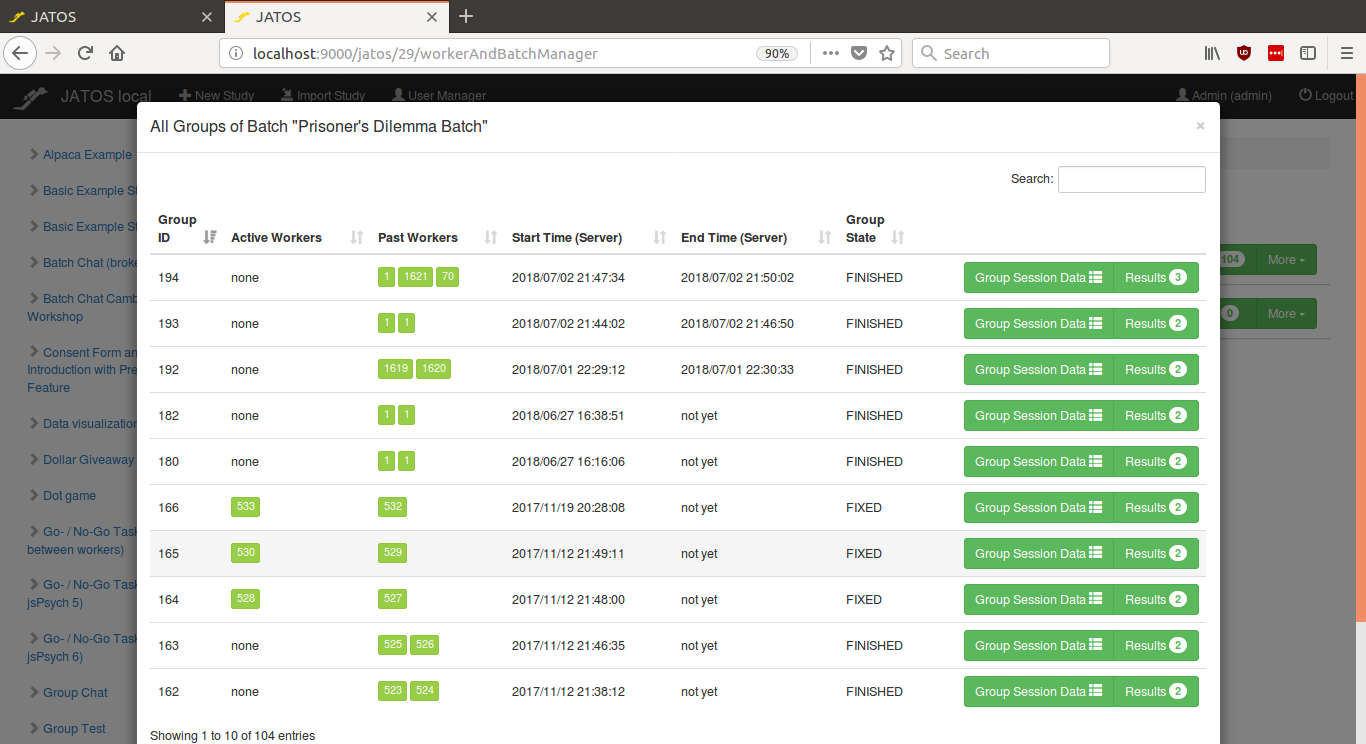 JATOS
JATOS
localhost:9000/jatos/29/workerAndBatchManager
90%
Search
JATOS local
New Study
Import Study
User Manager
Admin (admin)
Logout
All Groups of Batch "Prisoner's Dilemma Batch"
×
Search:
Group ID Active Workers Past Workers Start Time (Server) End Time (Server) Group State
194 none 1 1621 70 2018/07/02 21:47:34 2018/07/02 21:50:02 FINISHED Group Session Data Results 3
193 none 1 1 2018/07/02 21:44:02 2018/07/02 21:46:50 FINISHED Group Session Data Results 2
192 none 1619 1620 2018/07/01 22:29:12 2018/07/01 22:30:33 FINISHED Group Session Data Results 2
182 none 1 1 2018/06/27 16:38:51 not yet FINISHED Group Session Data Results 2
180 none 1 1 2018/06/27 16:16:06 not yet FINISHED Group Session Data Results 2
166 533 532 2017/11/19 20:28:08 not yet FIXED Group Session Data Results 2
165 530 529 2017/11/12 21:49:11 not yet FIXED Group Session Data Results 2
164 528 527 2017/11/12 21:48:00 not yet FIXED Group Session Data Results 2
163 none 525 526 2017/11/12 21:46:35 not yet FINISHED Group Session Data Results 2
162 none 523 524 2017/11/12 21:38:12 not yet FINISHED Group Session Data Results 2
Showing 1 to 10 of 104 entries
Alpaca Example
Basic Example
Basic Example
Batch Chat
Batch Chat
Workshop
Consent Form
Introduction with
Feature
Data visualization
Dollar Giveaway
Dot game
Go- / No-Go Task
between workers)
Go- / No-Go Task
jsPsych 5)
Go- / No-Go Task
jsPsych 6)
Group Chat
Group Test
104 More
0 More